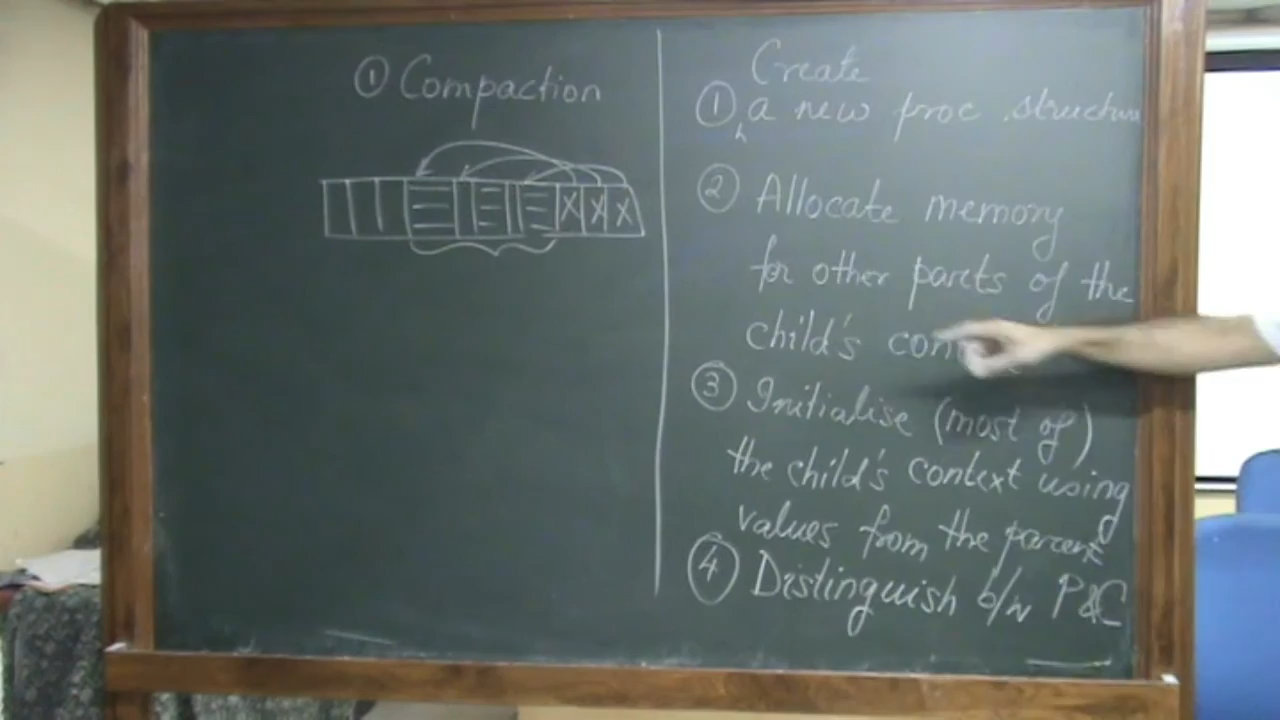 ① Compaction
X X X
Create
① a new proc structure
② Allocate memory
for other parts of the
child's
③ Initialise (most of)
the child's context using
values from the parent
④ Distinguish b/w P&C